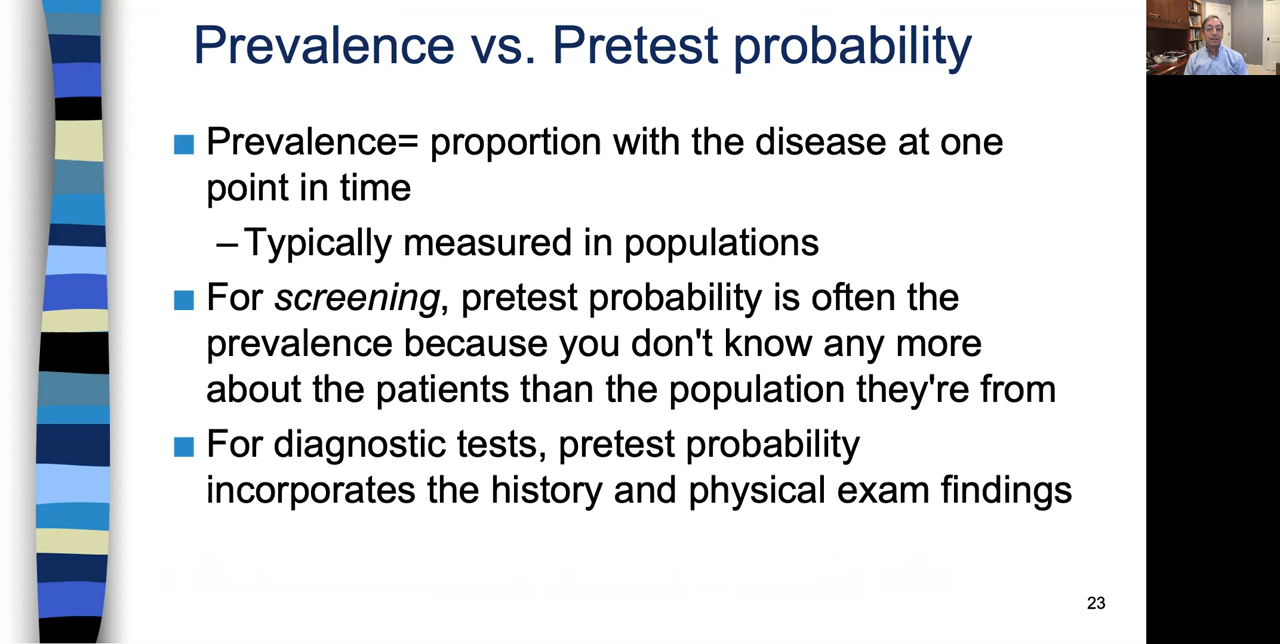 Prevalence vs. Pretest probability
Prevalence= proportion with the disease at one
point in time
–Typically measured in populations
For screening, pretest probability is often the
prevalence because you don't know any more
about the patients than the population they're from
For diagnostic tests, pretest probability
incorporates the history and physical exam findings
23